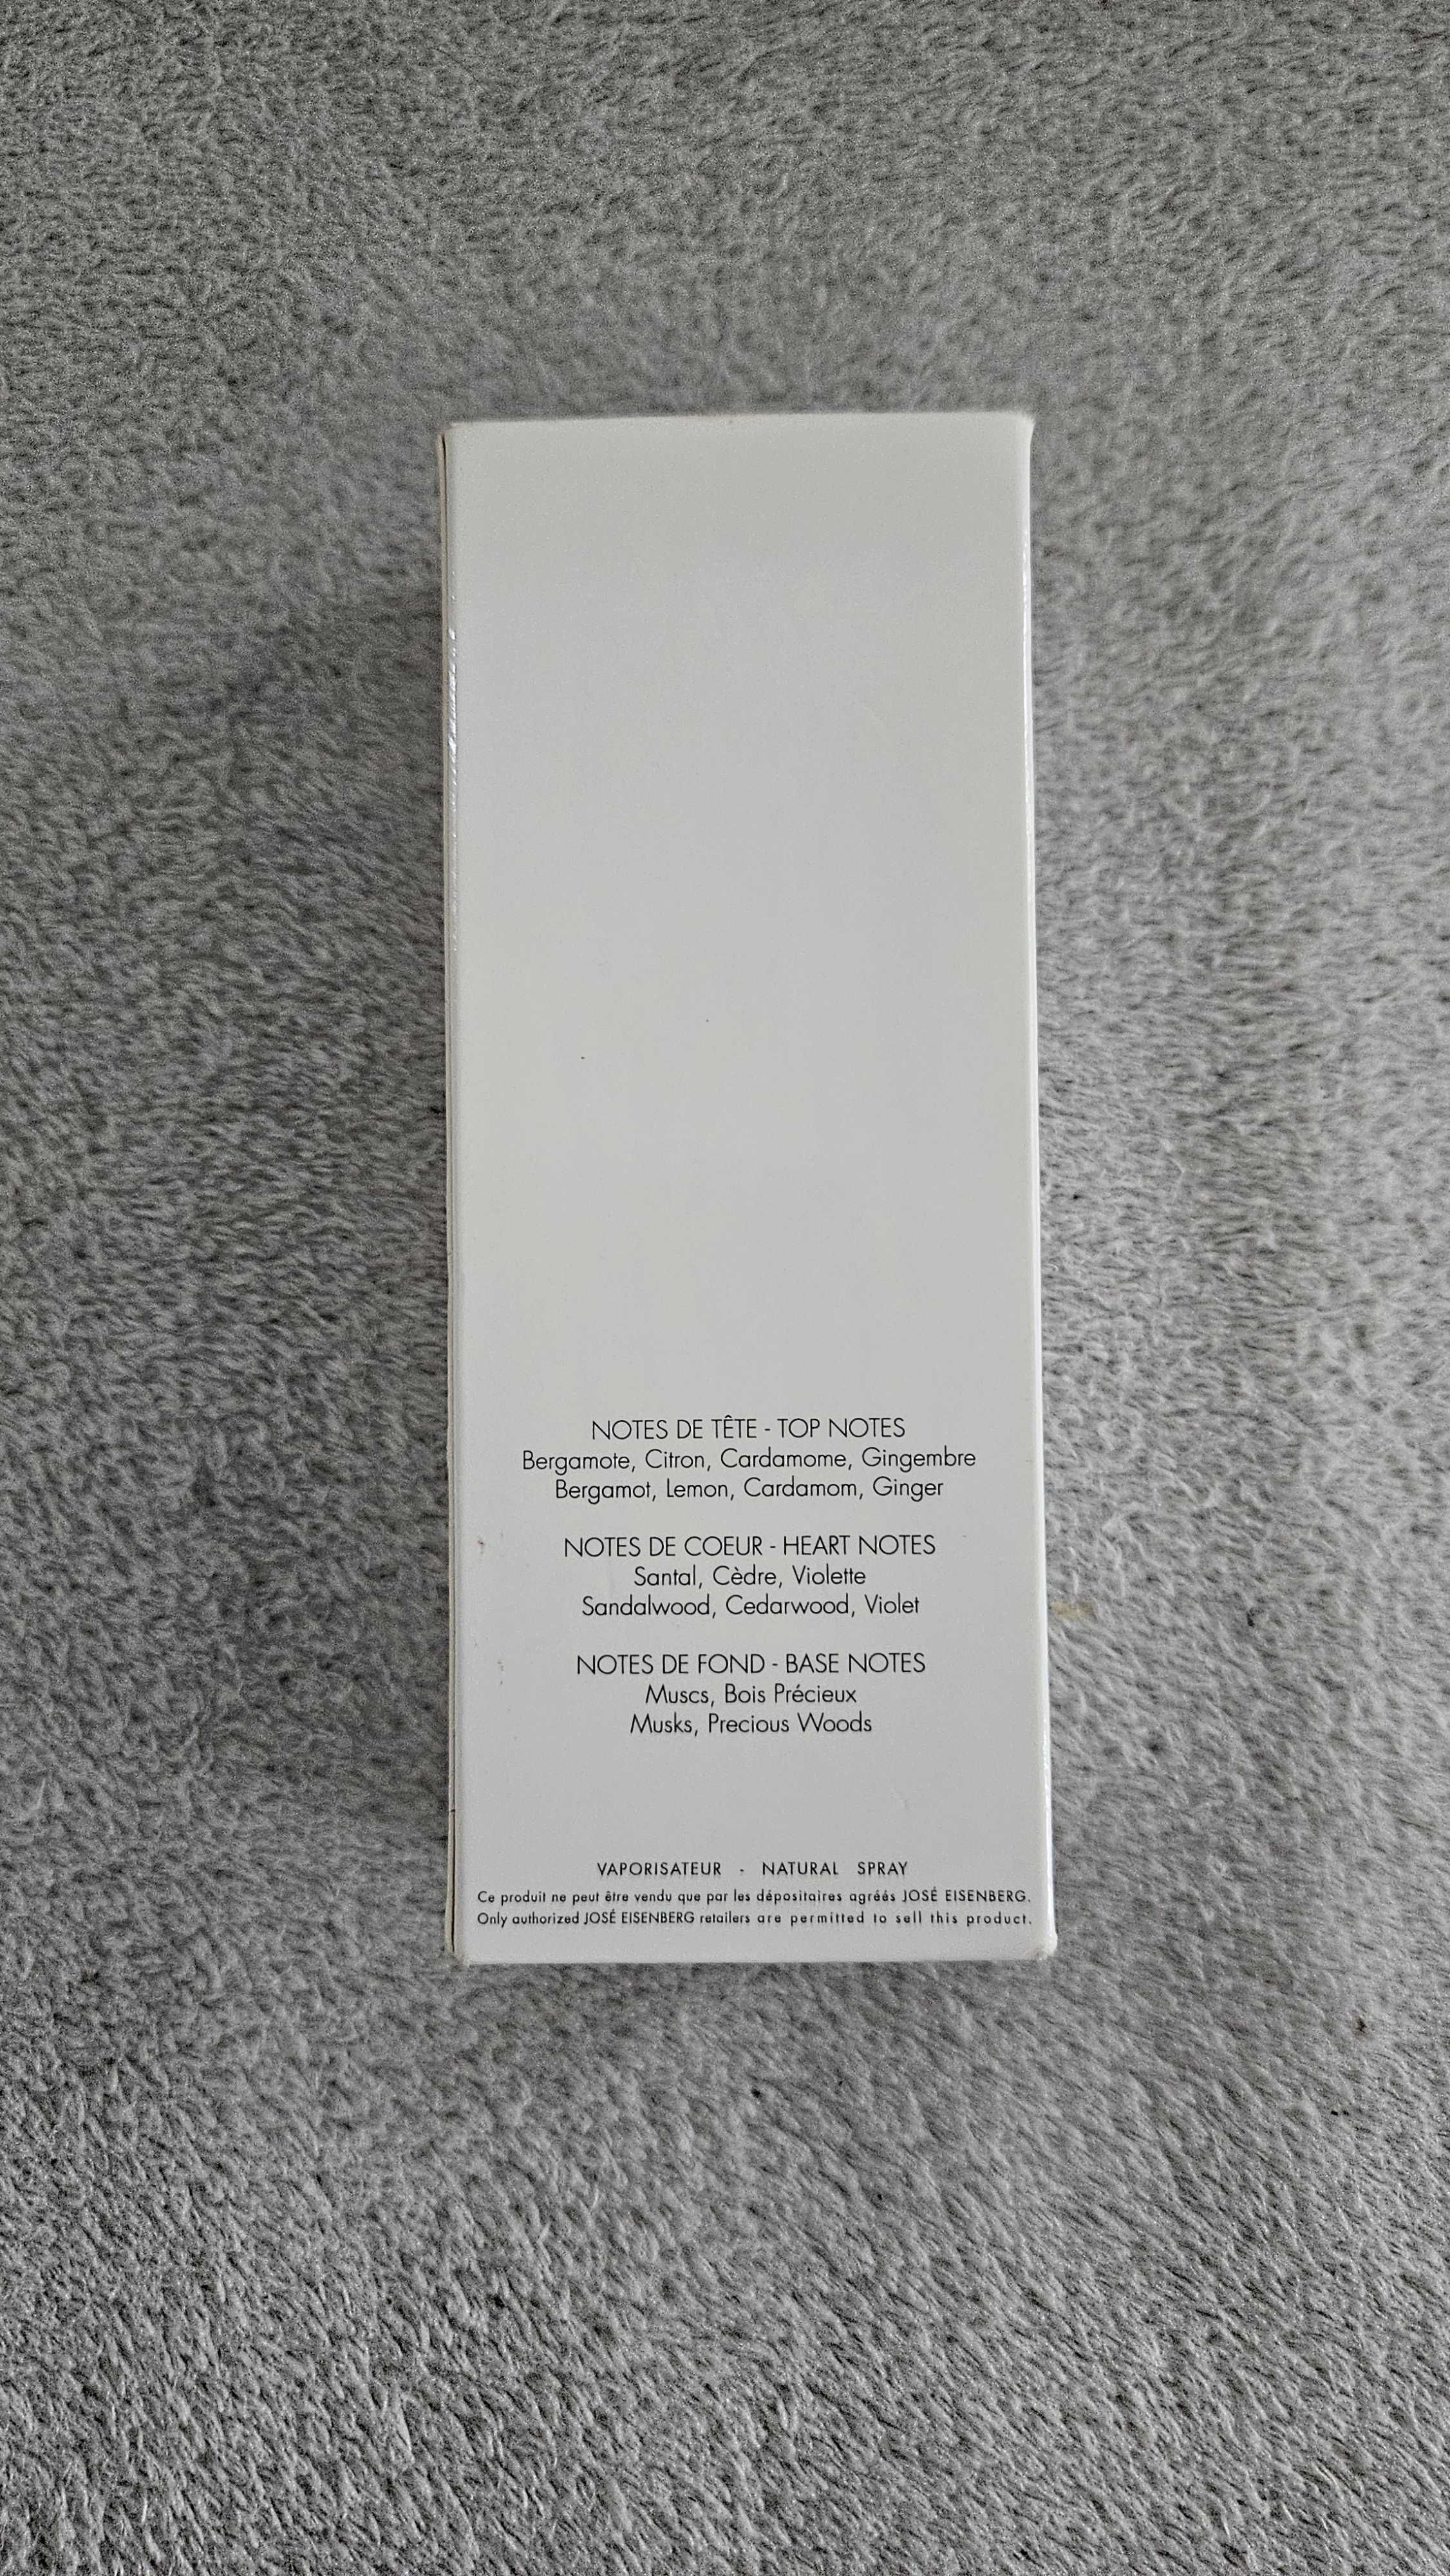 NOTES DE TÊTE - TOP NOTES
Bergamote, Citron, Cardamome, Gingembre
Bergamot, Lemon, Cardamom, Ginger
NOTES DE COEUR - HEART NOTES
Santal, Cèdre, Violette
Sandalwood, Cedarwood, Violet
NOTES DE FOND - BASE NOTES
Muscs, Bois Précieux
Musks, Precious Woods
VAPORISATEUR - NATURAL SPRAY
Ce produit ne peut être vendu que par les dépositaires agréés JOSÉ EISENBERG.
Only authorized JOSÉ EISENBERG retailers are permitted to sell this product.